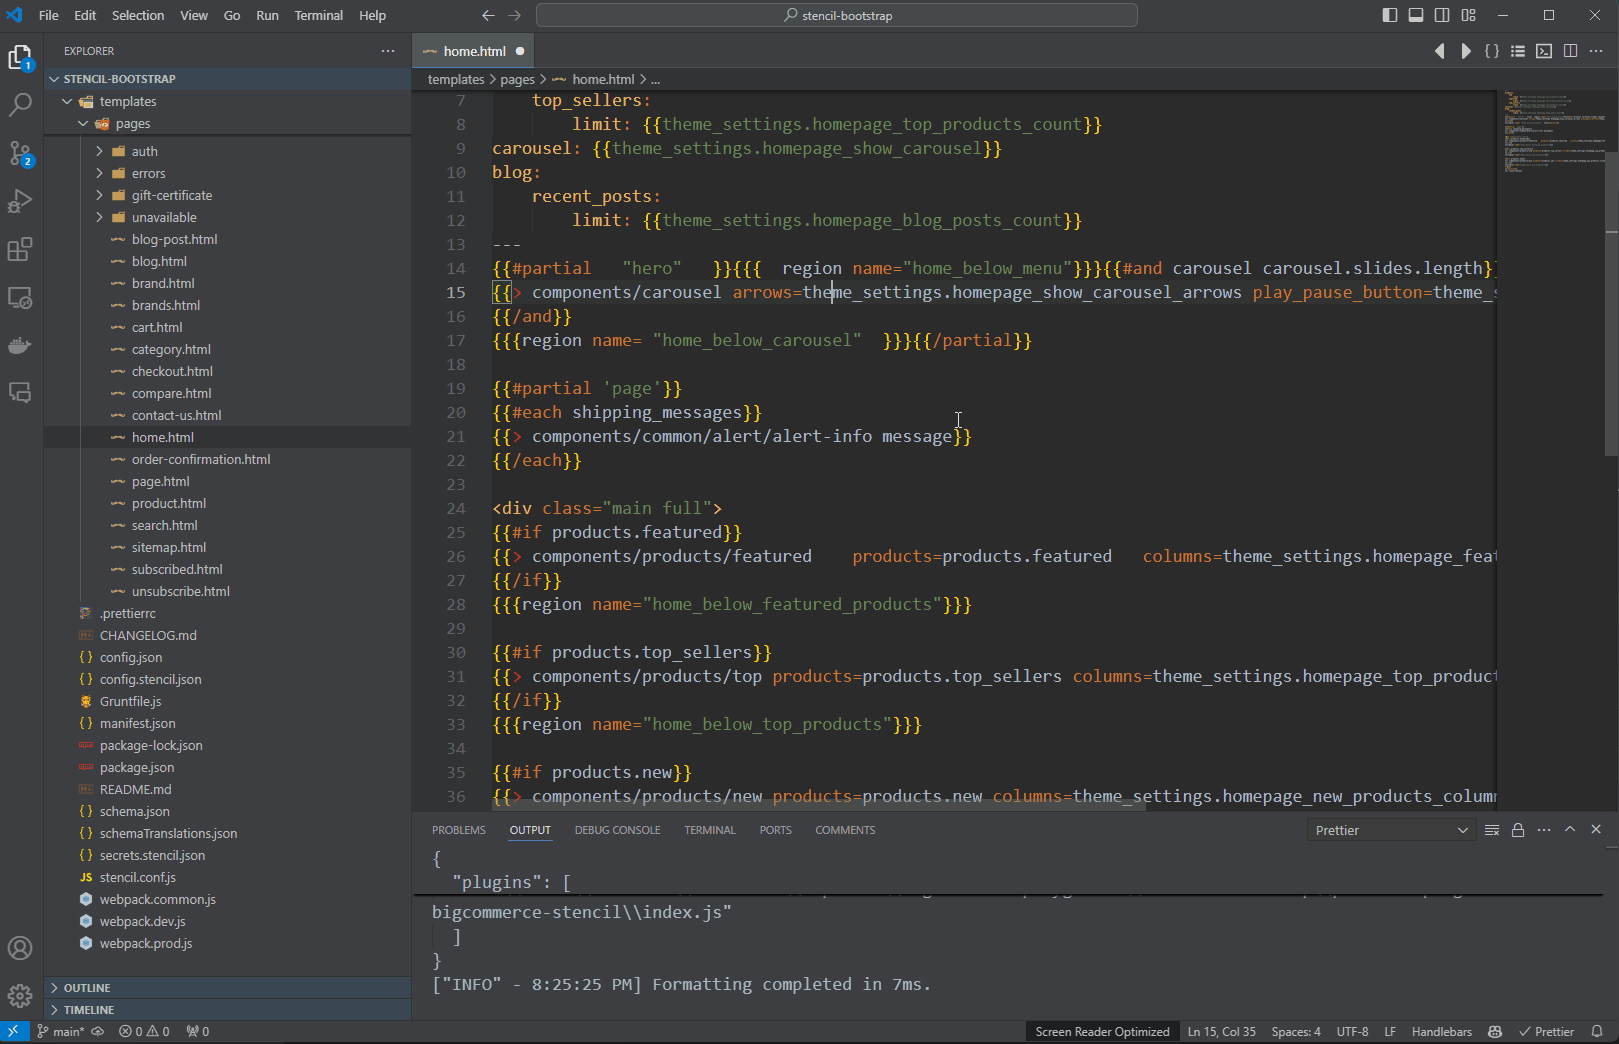 File Edit Selection View Go Run Terminal Help
stencil-bootstrap
EXPLORER
home.html
1
STENCIL-BOOTSTRAP
templates > pages > home.html > ...
templates
pages
auth
errors
gift-certificate
unavailable
blog-post.html
blog.html
brand.html
brands.html
cart.html
category.html
checkout.html
compare.html
contact-us.html
home.html
order-confirmation.html
page.html
product.html
search.html
sitemap.html
subscribed.html
unsubscribe.html
.prettierrc
CHANGELOG.md
config.json
config.stencil.json
Gruntfile.js
manifest.json
package-lock.json
package.json
README.md
schema.json
schemaTranslations.json
secrets.stencil.json
JS stencil.conf.js
webpack.common.js
webpack.dev.js
webpack.prod.js
OUTLINE
TIMELINE
2
7 top_sellers:
8 limit: {{theme_settings.homepage_top_products_count}}
9 carousel: {{theme_settings.homepage_show_carousel}}
10 blog:
11 recent_posts:
12 limit: {{theme_settings.homepage_blog_posts_count}}
13 ---
14 {{#partial "hero" }}{{{ region name="home_below_menu"}}}{{#and carousel carousel.slides.length}
15 {{> components/carousel arrows=theme_settings.homepage_show_carousel_arrows play_pause_button=theme_s
16 {{/and}}
17 {{{region name= "home_below_carousel" }}}{{/partial}}
18
19 {{#partial 'page'}}
20 {{#each shipping_messages}}
21 {{> components/common/alert/alert-info message}}
22 {{/each}}
23
24 <div class="main full">
25 {{#if products.featured}}
26 {{> components/products/featured products=products.featured columns=theme_settings.homepage_feat
27 {{/if}}
28 {{{region name="home_below_featured_products"}}}
29
30 {{#if products.top_sellers}}
31 {{> components/products/top products=products.top_sellers columns=theme_settings.homepage_top_product
32 {{/if}}
33 {{{region name="home_below_top_products"}}}
34
35 {{#if products.new}}
36 {{> components/products/new products=products.new columns=theme_settings.homepage_new_products_colum
PROBLEMS OUTPUT DEBUG CONSOLE TERMINAL PORTS COMMENTS
Prettier
{
"plugins": [
bigcommerce-stencil\\index.js"
]
}
["INFO" - 8:25:25 PM] Formatting completed in 7ms.
main* 0 0 0
Screen Reader Optimized Ln 15, Col 35 Spaces: 4 UTF-8 LF Handlebars Prettier